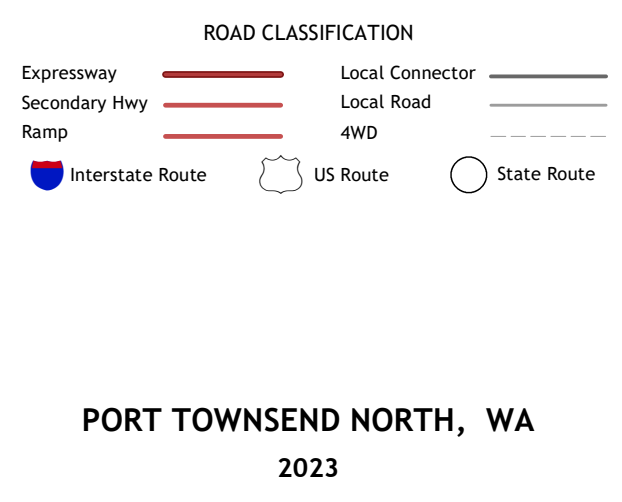 ROAD CLASSIFICATION
Expressway
Local Connector
Secondary Hwy
Local Road
Ramp
4WD
Interstate Route
US Route
State Route
PORT TOWNSEND NORTH, WA
2023